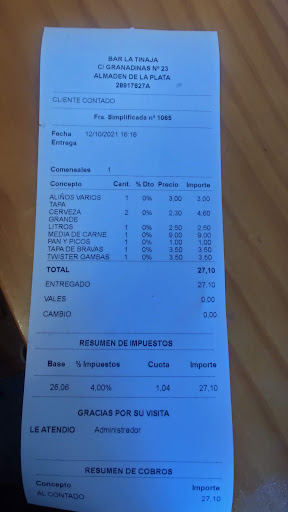 BAR LA TINAJA
C/ GRANADINAS Nº 23
ALMADEN DE LA PLATA
28917627A
CLIENTE CONTADO
Fra. Simplificada nº 1065
Fecha 12/10/2021 16:16
Entrega
Comensales 1
Concepto Cant. % Dto Precio Importe
ALIÑOS VARIOS 1 0% 3,00 3,00
TAPA
CERVEZA 2 0% 2,30 4,60
GRANDE
LITROS 1 0% 2,50 2,50
MEDIA DE CARNE 1 0% 9,00 9,00
PAN Y PICOS 1 0% 1,00 1,00
TAPA DE BRAVAS 1 0% 3,50 3,50
TWISTER GAMBAS 1 0% 3,50 3,50
TOTAL 27,10
ENTREGADO 27,10
VALES 0,00
CAMBIO 0,00
RESUMEN DE IMPUESTOS
Base % Impuestos Cuota Importe
26,06 4,00% 1,04 27,10
GRACIAS POR SU VISITA
LE ATENDIO Administrador
RESUMEN DE COBROS
Concepto Importe
AL CONTADO 27,10